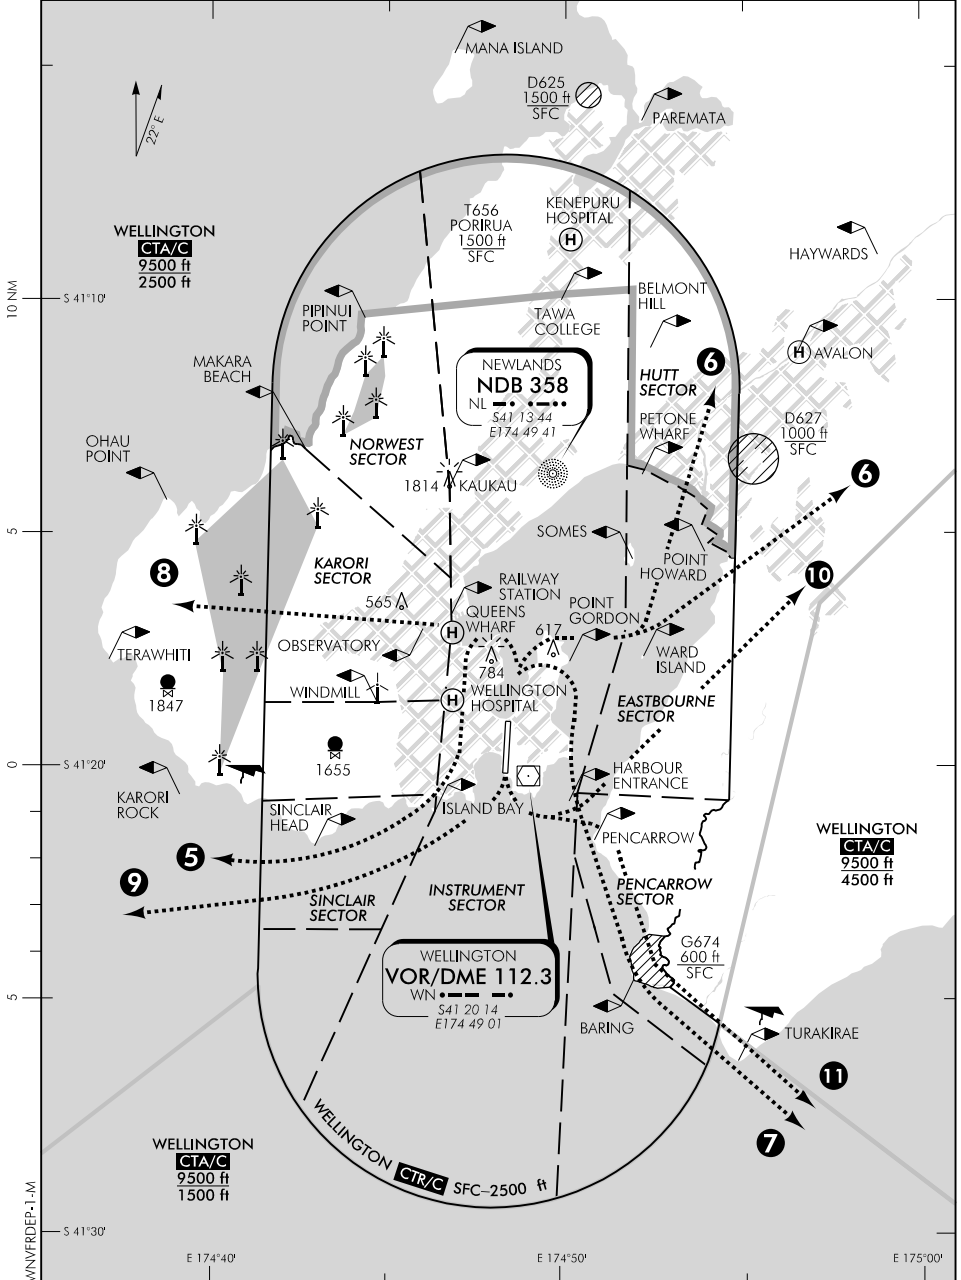 MANA ISLAND
D625
1500 ft
SFC
PAREMATA
22° E
T656
PORIRUA
1500 ft
SFC
KENEPURU
HOSPITAL
H
WELLINGTON
CTA/C
9500 ft
2500 ft
HAYWARDS
10 NM
S 41°10'
PIPINUI
POINT
TAWA
COLLEGE
BELMONT
HILL
MAKARA
BEACH
NEWLANDS
NDB 358
NL
S41 13 44
E174 49 41
6
H AVALON
HUTT
SECTOR
PETONE
WHARF
D627
1000 ft
SFC
OHAU
POINT
NORWEST
SECTOR
1814
KAUKAU
6
5
SOMES
POINT
HOWARD
KARORI
SECTOR
8
565
RAILWAY
STATION
QUEENS
WHARF
H
POINT
GORDON
10
617
OBSERVATORY
TERAWHITI
784
WARD
ISLAND
WINDMILL
H
WELLINGTON
HOSPITAL
1847
EASTBOURNE
SECTOR
1655
0
S 41°20'
KARORI
ROCK
SINCLAIR
HEAD
ISLAND BAY
HARBOUR
ENTRANCE
PENCARROW
WELLINGTON
CTA/C
9500 ft
4500 ft
5
9
SINCLAIR
SECTOR
INSTRUMENT
SECTOR
PENCARROW
SECTOR
G674
600 ft
SFC
WELLINGTON
VOR/DME 112.3
WN
S41 20 14
E174 49 01
5
BARING
TURAKIRAE
11
7
WELLINGTON CTR/C SFC–2500 ft
WELLINGTON
CTA/C
9500 ft
1500 ft
WNVFRDEP-1-M
S 41°30'
E 174°40'
E 174°50'
E 175°00'